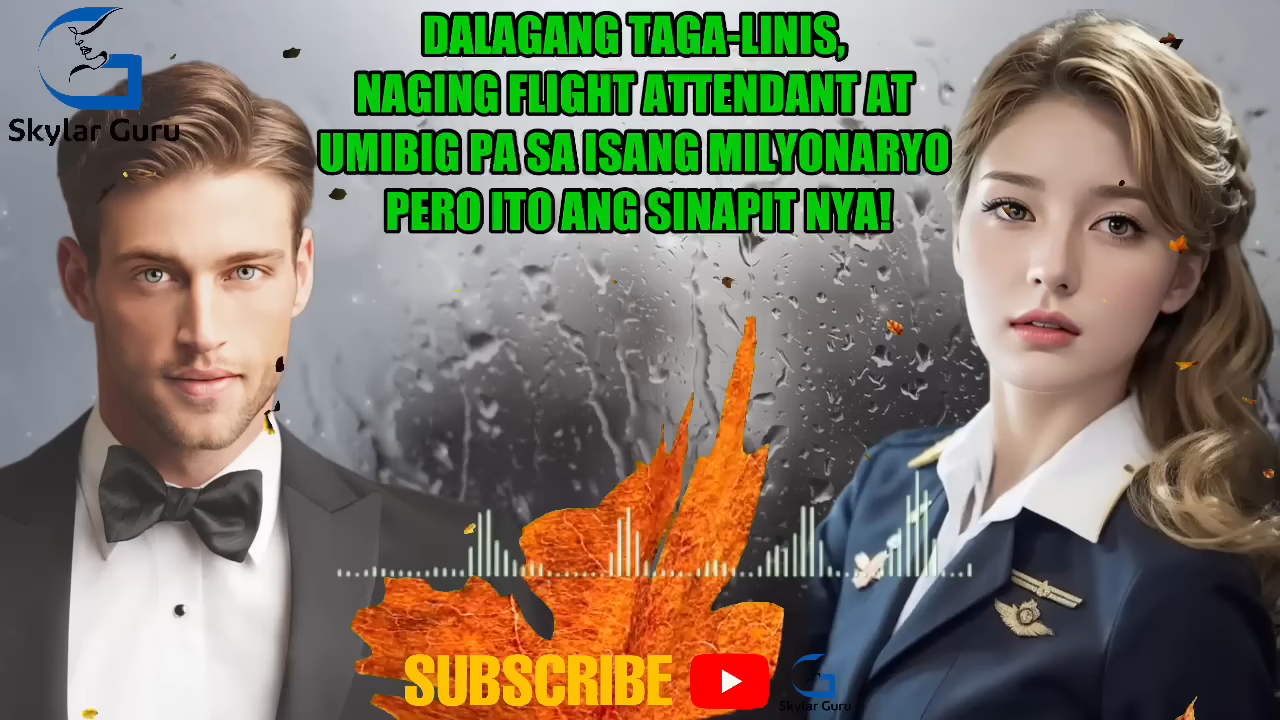 Skylar Guru
DALAGANG TAGA-LINIS,
NAGING FLIGHT ATTENDANT AT
UMIBIG PA SA ISANG MILYONARYO
PERO ITO ANG SINAPIT NYA!
SUBSCRIBE
Skylar Guru